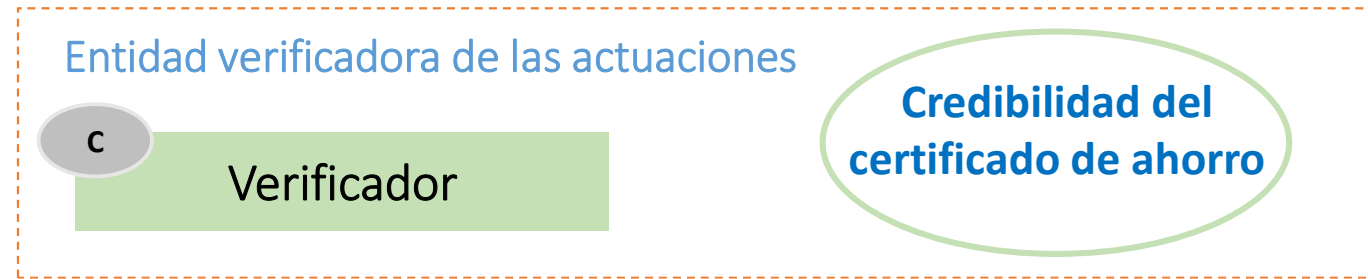 Entidad verificadora de las actuaciones
C
Verificador
Credibilidad del
certificado de ahorro